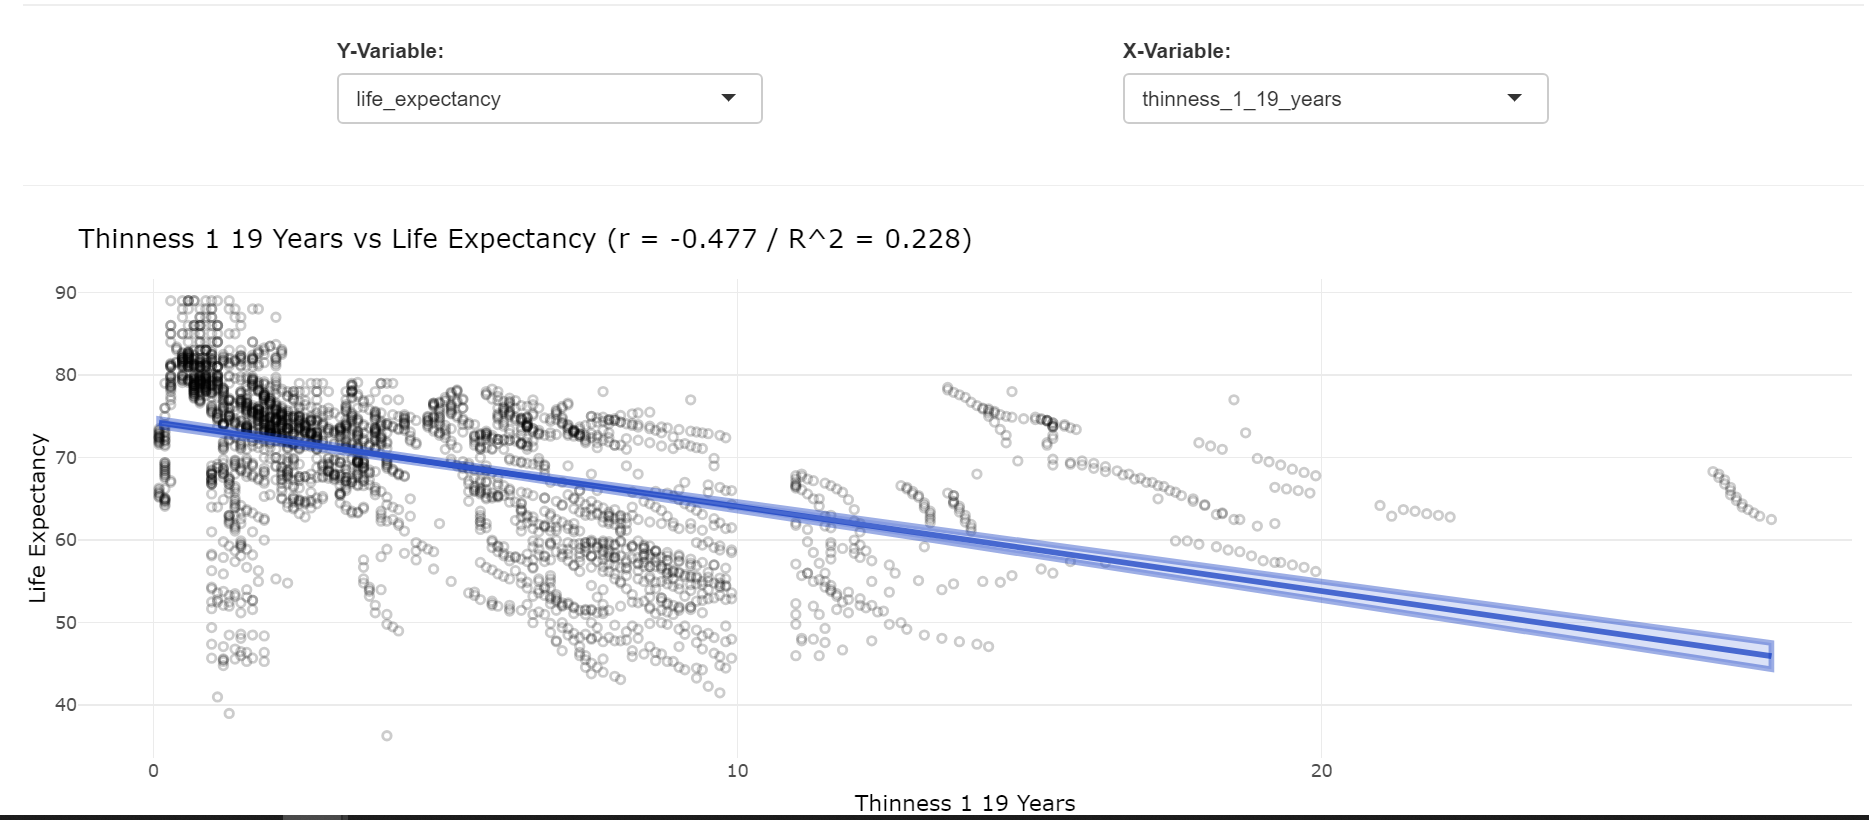 Y-Variable: X-Variable:
life_expectancy thinness_1_19_years
Thinness 1 19 Years vs Life Expectancy (r = -0.477 / R^2 = 0.228)
90
80
70
60
50
40
Life Expectancy
0 10 20
Thinness 1 19 Years